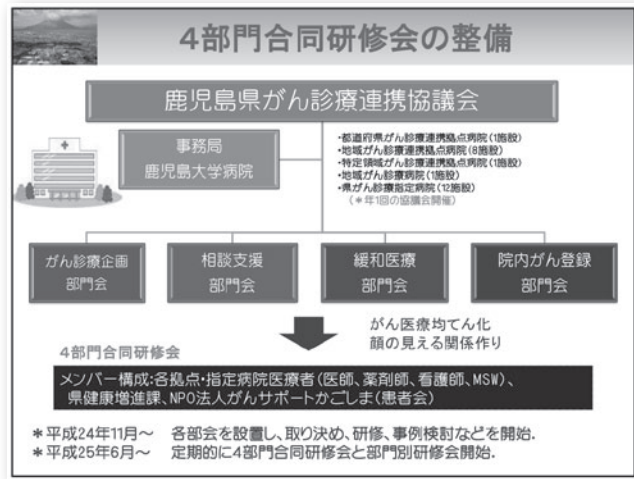 4部門合同研修会の整備
鹿児島県がん診療連携協議会
事務局
鹿児島大学病院
・都道府県がん診療連携拠点病院(1施設)
・地域がん診療連携拠点病院(8施設)
・特定領域がん診療連携拠点病院(1施設)
・地域がん診療病院(1施設)
・県がん診療指定病院(12施設)
(*年1回の協議会開催)
がん診療企画
部門会
相談支援
部門会
緩和医療
部門会
院内がん登録
部門会
がん医療均てん化
顔の見える関係作り
4部門合同研修会
メンバー構成:各拠点・指定病院医療者(医師、薬剤師、看護師、MSW)、
県健康増進課、NPO法人がんサポートかごしま(患者会)
*平成24年11月~ 各部会を設置し、取り決め、研修、事例検討などを開始.
*平成25年6月~ 定期的に4部門合同研修会と部門別研修会開始.